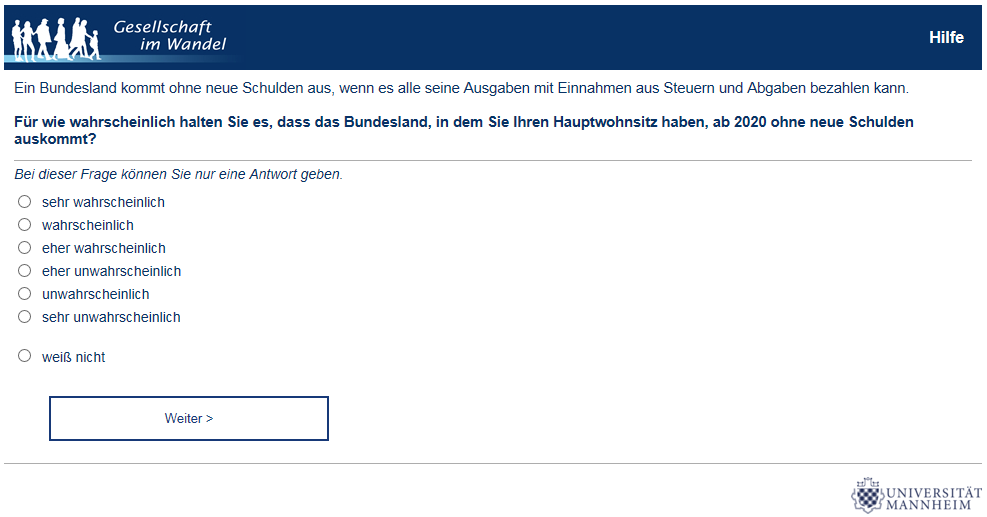 Gesellschaft
im Wandel
Hilfe
Ein Bundesland kommt ohne neue Schulden aus, wenn es alle seine Ausgaben mit Einnahmen aus Steuern und Abgaben bezahlen kann.
Für wie wahrscheinlich halten Sie es, dass das Bundesland, in dem Sie Ihren Hauptwohnsitz haben, ab 2020 ohne neue Schulden
auskommt?
Bei dieser Frage können Sie nur eine Antwort geben.
sehr wahrscheinlich
wahrscheinlich
eher wahrscheinlich
eher unwahrscheinlich
unwahrscheinlich
sehr unwahrscheinlich
weiß nicht
Weiter >
UNIVERSITÄT
MANNHEIM